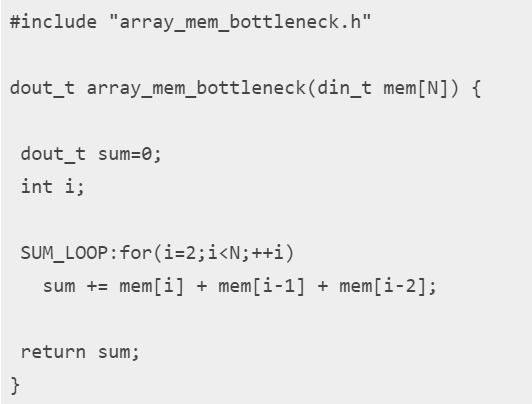 #include "array_mem_bottleneck.h"
dout_t array_mem_bottleneck(din_t mem[N]) {
dout_t sum=0;
int i;
SUM_LOOP:for(i=2;i<N;++i)
sum += mem[i] + mem[i-1] + mem[i-2];
return sum;
}